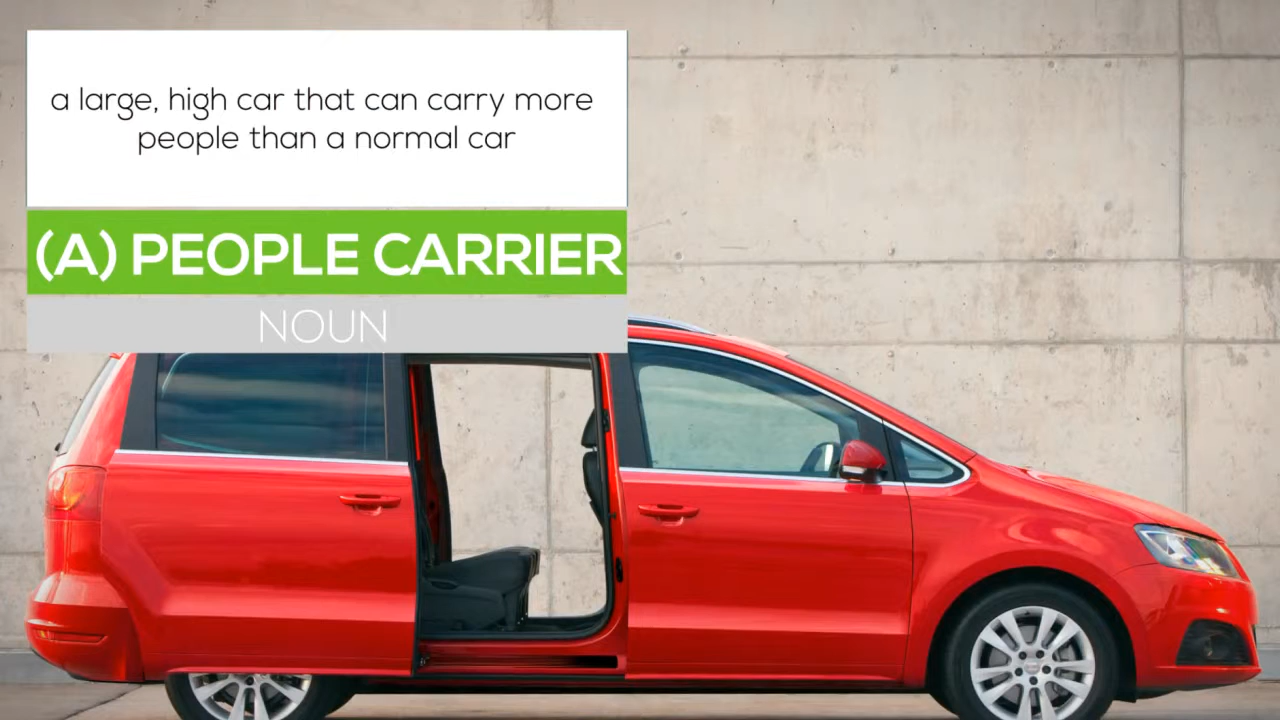 a large, high car that can carry more
people than a normal car
(A) PEOPLE CARRIER
NOUN